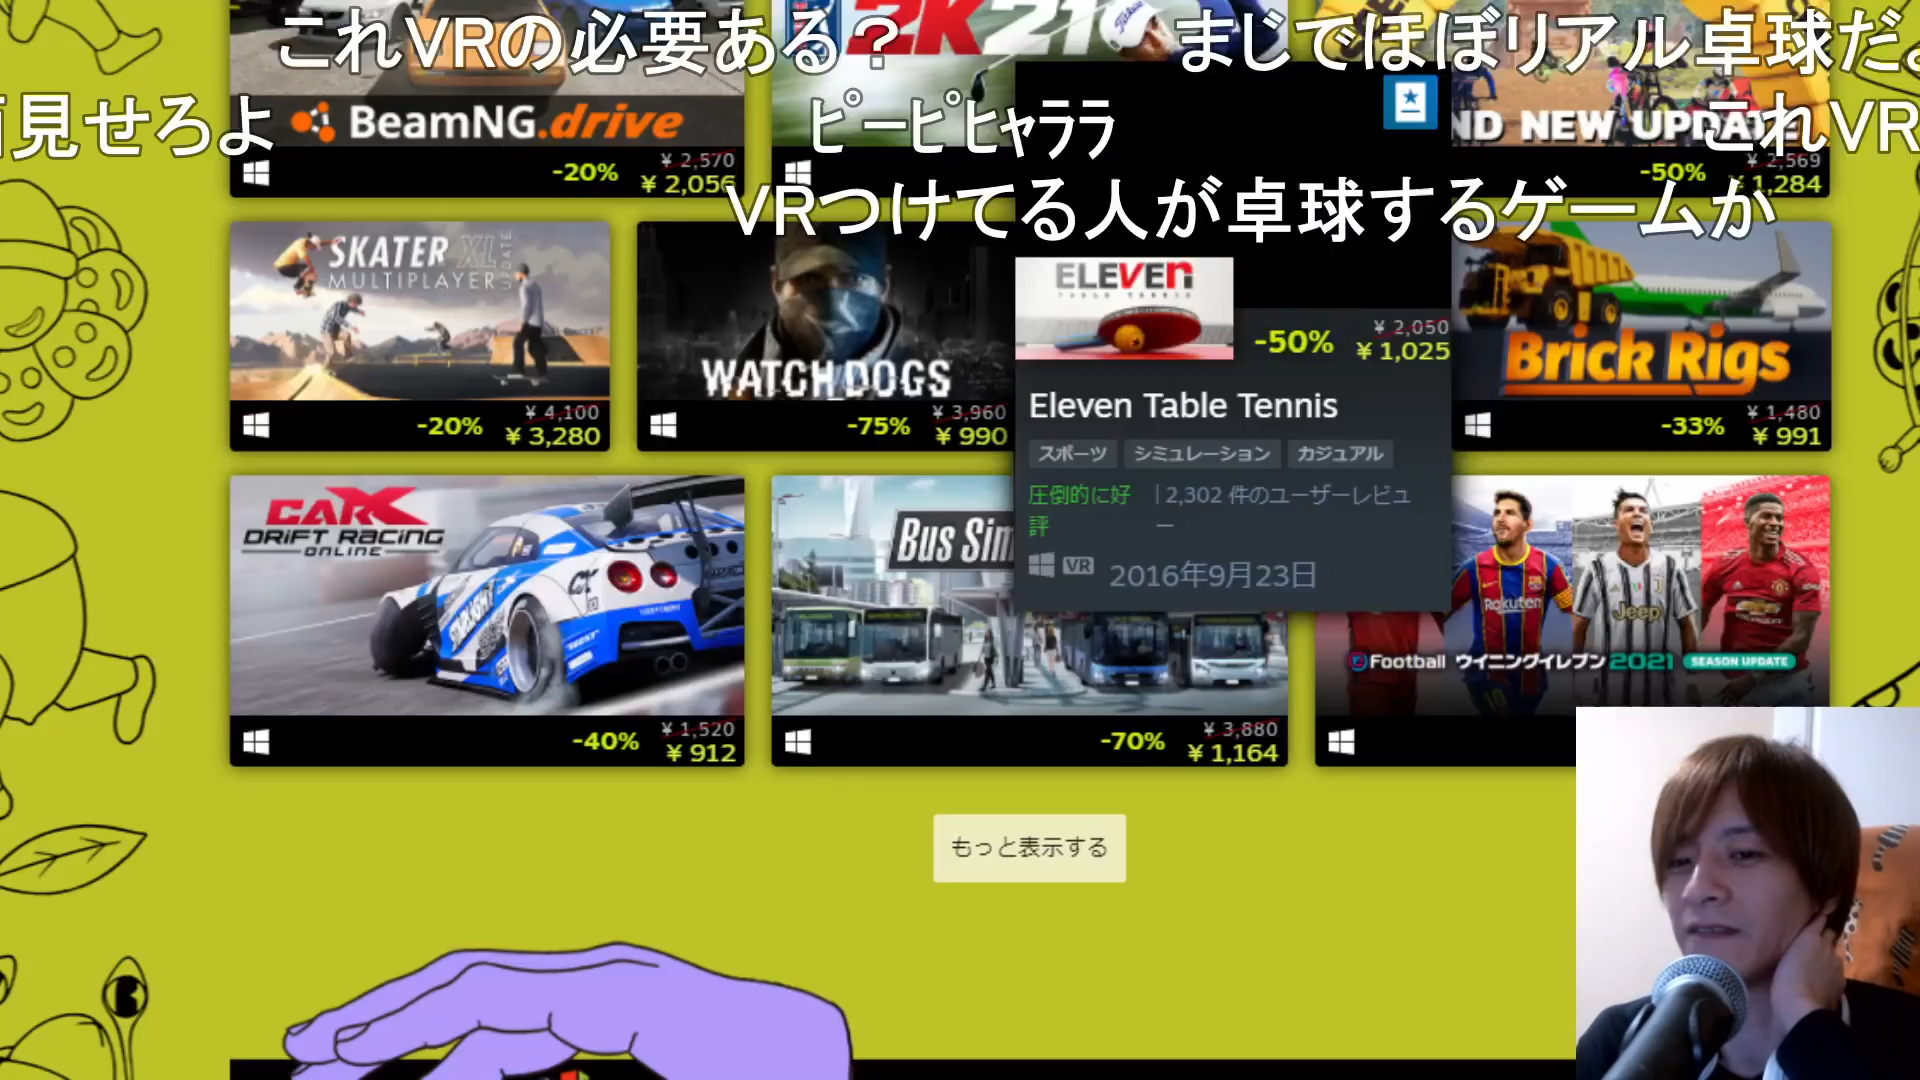 これVRの必要ある？
まじでほぼリアル卓球だよ
2K21
見せろよ
BeamNG.drive
ピーピヒャララ
ND NEW UPDATE
これVR
-20%
¥ 2,570
¥ 2,056
-50%
¥ 2,569
¥ 1,284
VRつけてる人が卓球するゲームか
SKATER XL
MULTIPLAYER
UPDATE
-20%
¥ 4,100
¥ 3,280
WATCH DOGS
-75%
¥ 3,960
¥ 990
ELEVEN
TABLE TENNIS
-50%
¥ 2,050
¥ 1,025
Eleven Table Tennis
スポーツ
シミュレーション
カジュアル
圧倒的に好評
| 2,302 件のユーザーレビュー
VR
2016年9月23日
Brick Rigs
-33%
¥ 1,480
¥ 991
CARX
DRIFT RACING
ONLINE
-40%
¥ 1,520
¥ 912
Bus Sim
-70%
¥ 3,880
¥ 1,164
Rakuten
Jeep
eFootball ウイニングイレブン 2021 SEASON UPDATE
もっと表示する